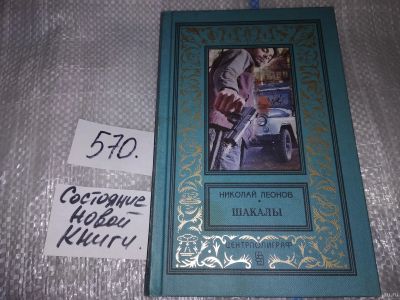 570.
Состояние
Новой
Книги.
НИКОЛАЙ ЛЕОНОВ
ШАКАЛЫ
ЦЕНТРПОЛИГРАФ